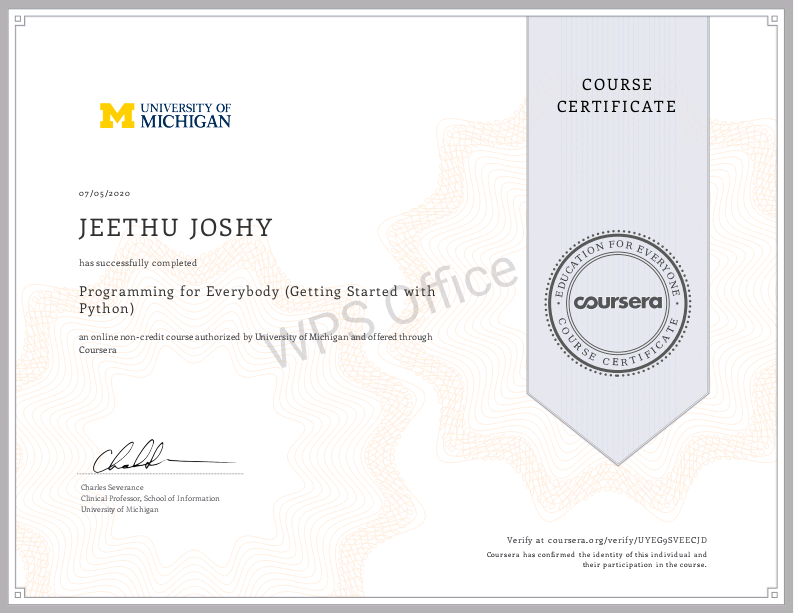 UNIVERSITY OF
MICHIGAN
COURSE
CERTIFICATE
07/05/2020
JEETHU JOSHY
has successfully completed
Programming for Everybody (Getting Started with
Python)
an online non-credit course authorized by University of Michigan and offered through
Coursera
WPS Office
EDUCATION FOR EVERYONE
coursera
COURSE CERTIFICATE
Charles Severance
Clinical Professor, School of Information
University of Michigan
Verify at coursera.org/verify/UYEG9SVEECJD
Coursera has confirmed the identity of this individual and
their participation in the course.